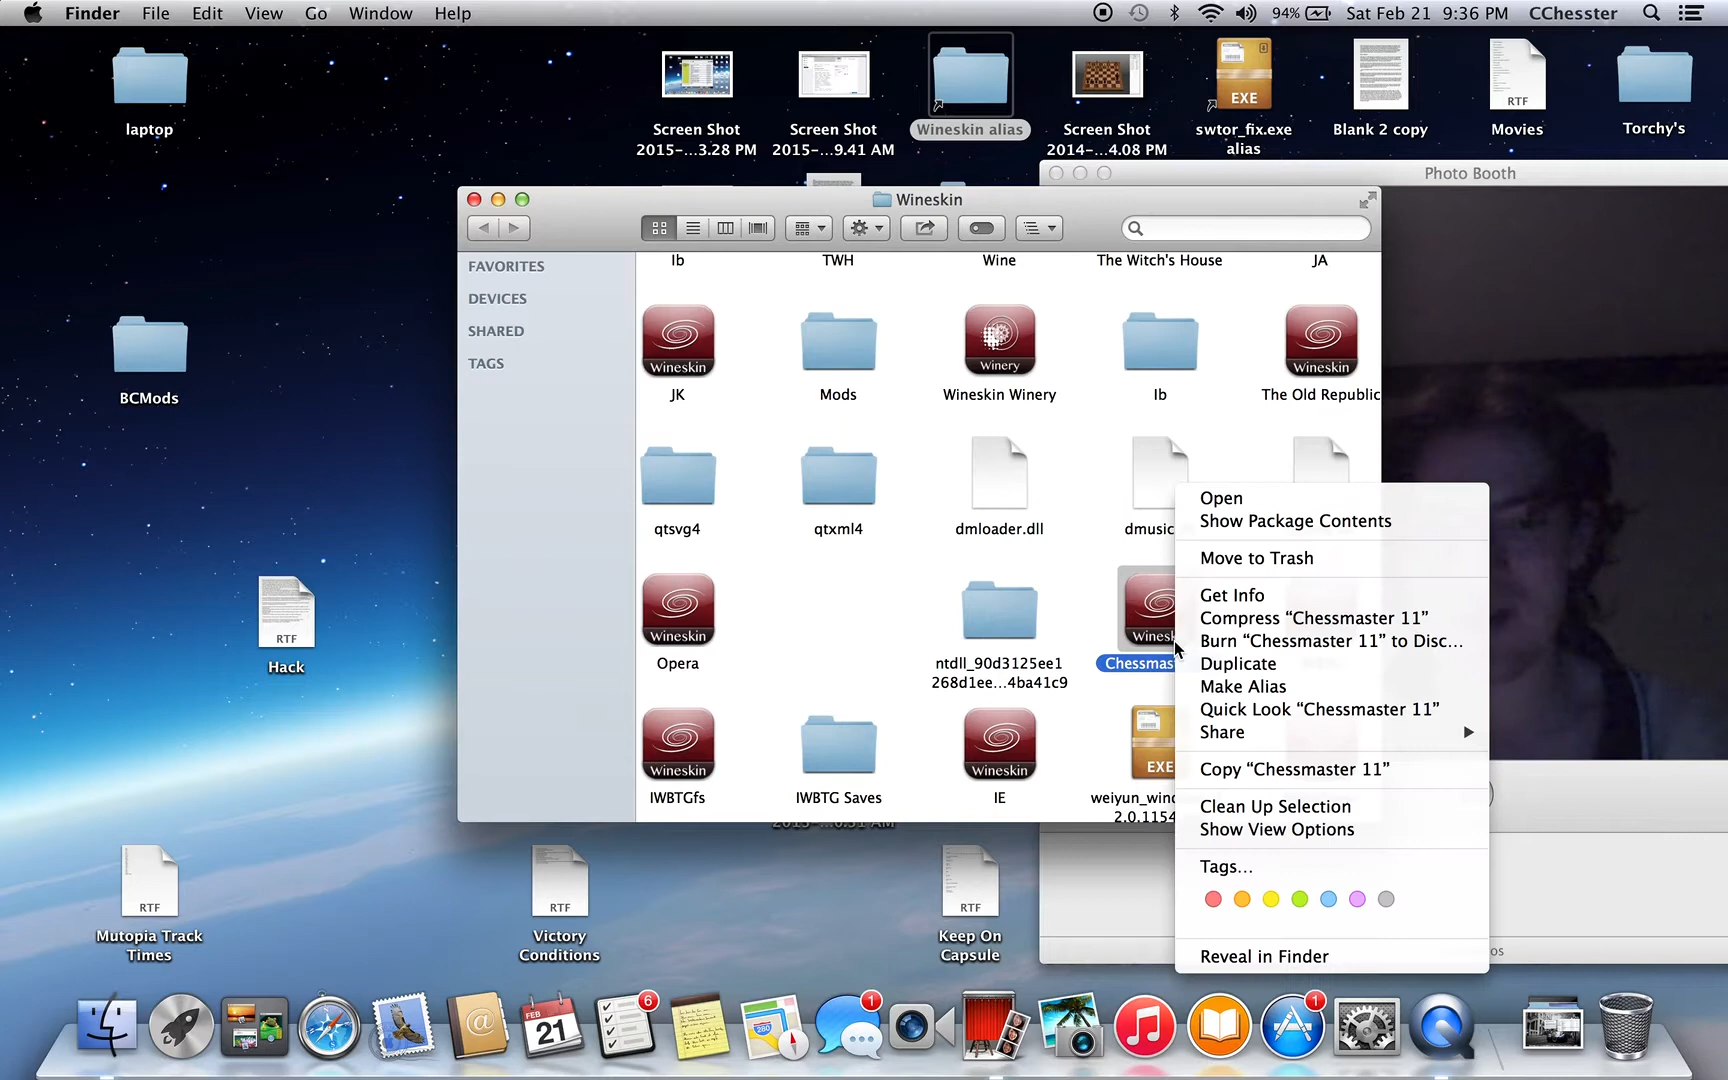 Finder File Edit View Go Window Help
94% Sat Feb 21 9:36 PM CChesster
laptop
Screen Shot
2015-...3.28 PM
Screen Shot
2015-...9.41 AM
Wineskin alias
Screen Shot
2014-...4.08 PM
EXE
swtor_fix.exe
alias
Blank 2 copy
RTF
Movies
Torchy's
Photo Booth
Wineskin
FAVORITES
DEVICES
SHARED
TAGS
Ib TWH Wine The Witch's House JA
Wineskin Winery Wineskin
JK Mods Wineskin Winery Ib The Old Republic
qtsvg4 qtxml4 dmloader.dll dmusic
Wineskin
Opera
ntdll_90d3125ee1
268d1ee...4ba41c9
Wineskin Wineskin EXE
IWBTGfs IWBTG Saves IE
Open
Show Package Contents
Move to Trash
Get Info
Compress “Chessmaster 11”
Burn “Chessmaster 11” to Disc...
Duplicate
Make Alias
Quick Look “Chessmaster 11”
Share
Copy “Chessmaster 11”
Clean Up Selection
Show View Options
Tags...
Reveal in Finder
BCMods
RTF
Hack
RTF
Mutopia Track
Times
RTF
Victory
Conditions
RTF
Keep On
Capsule
FEB
21
6
280
1
1